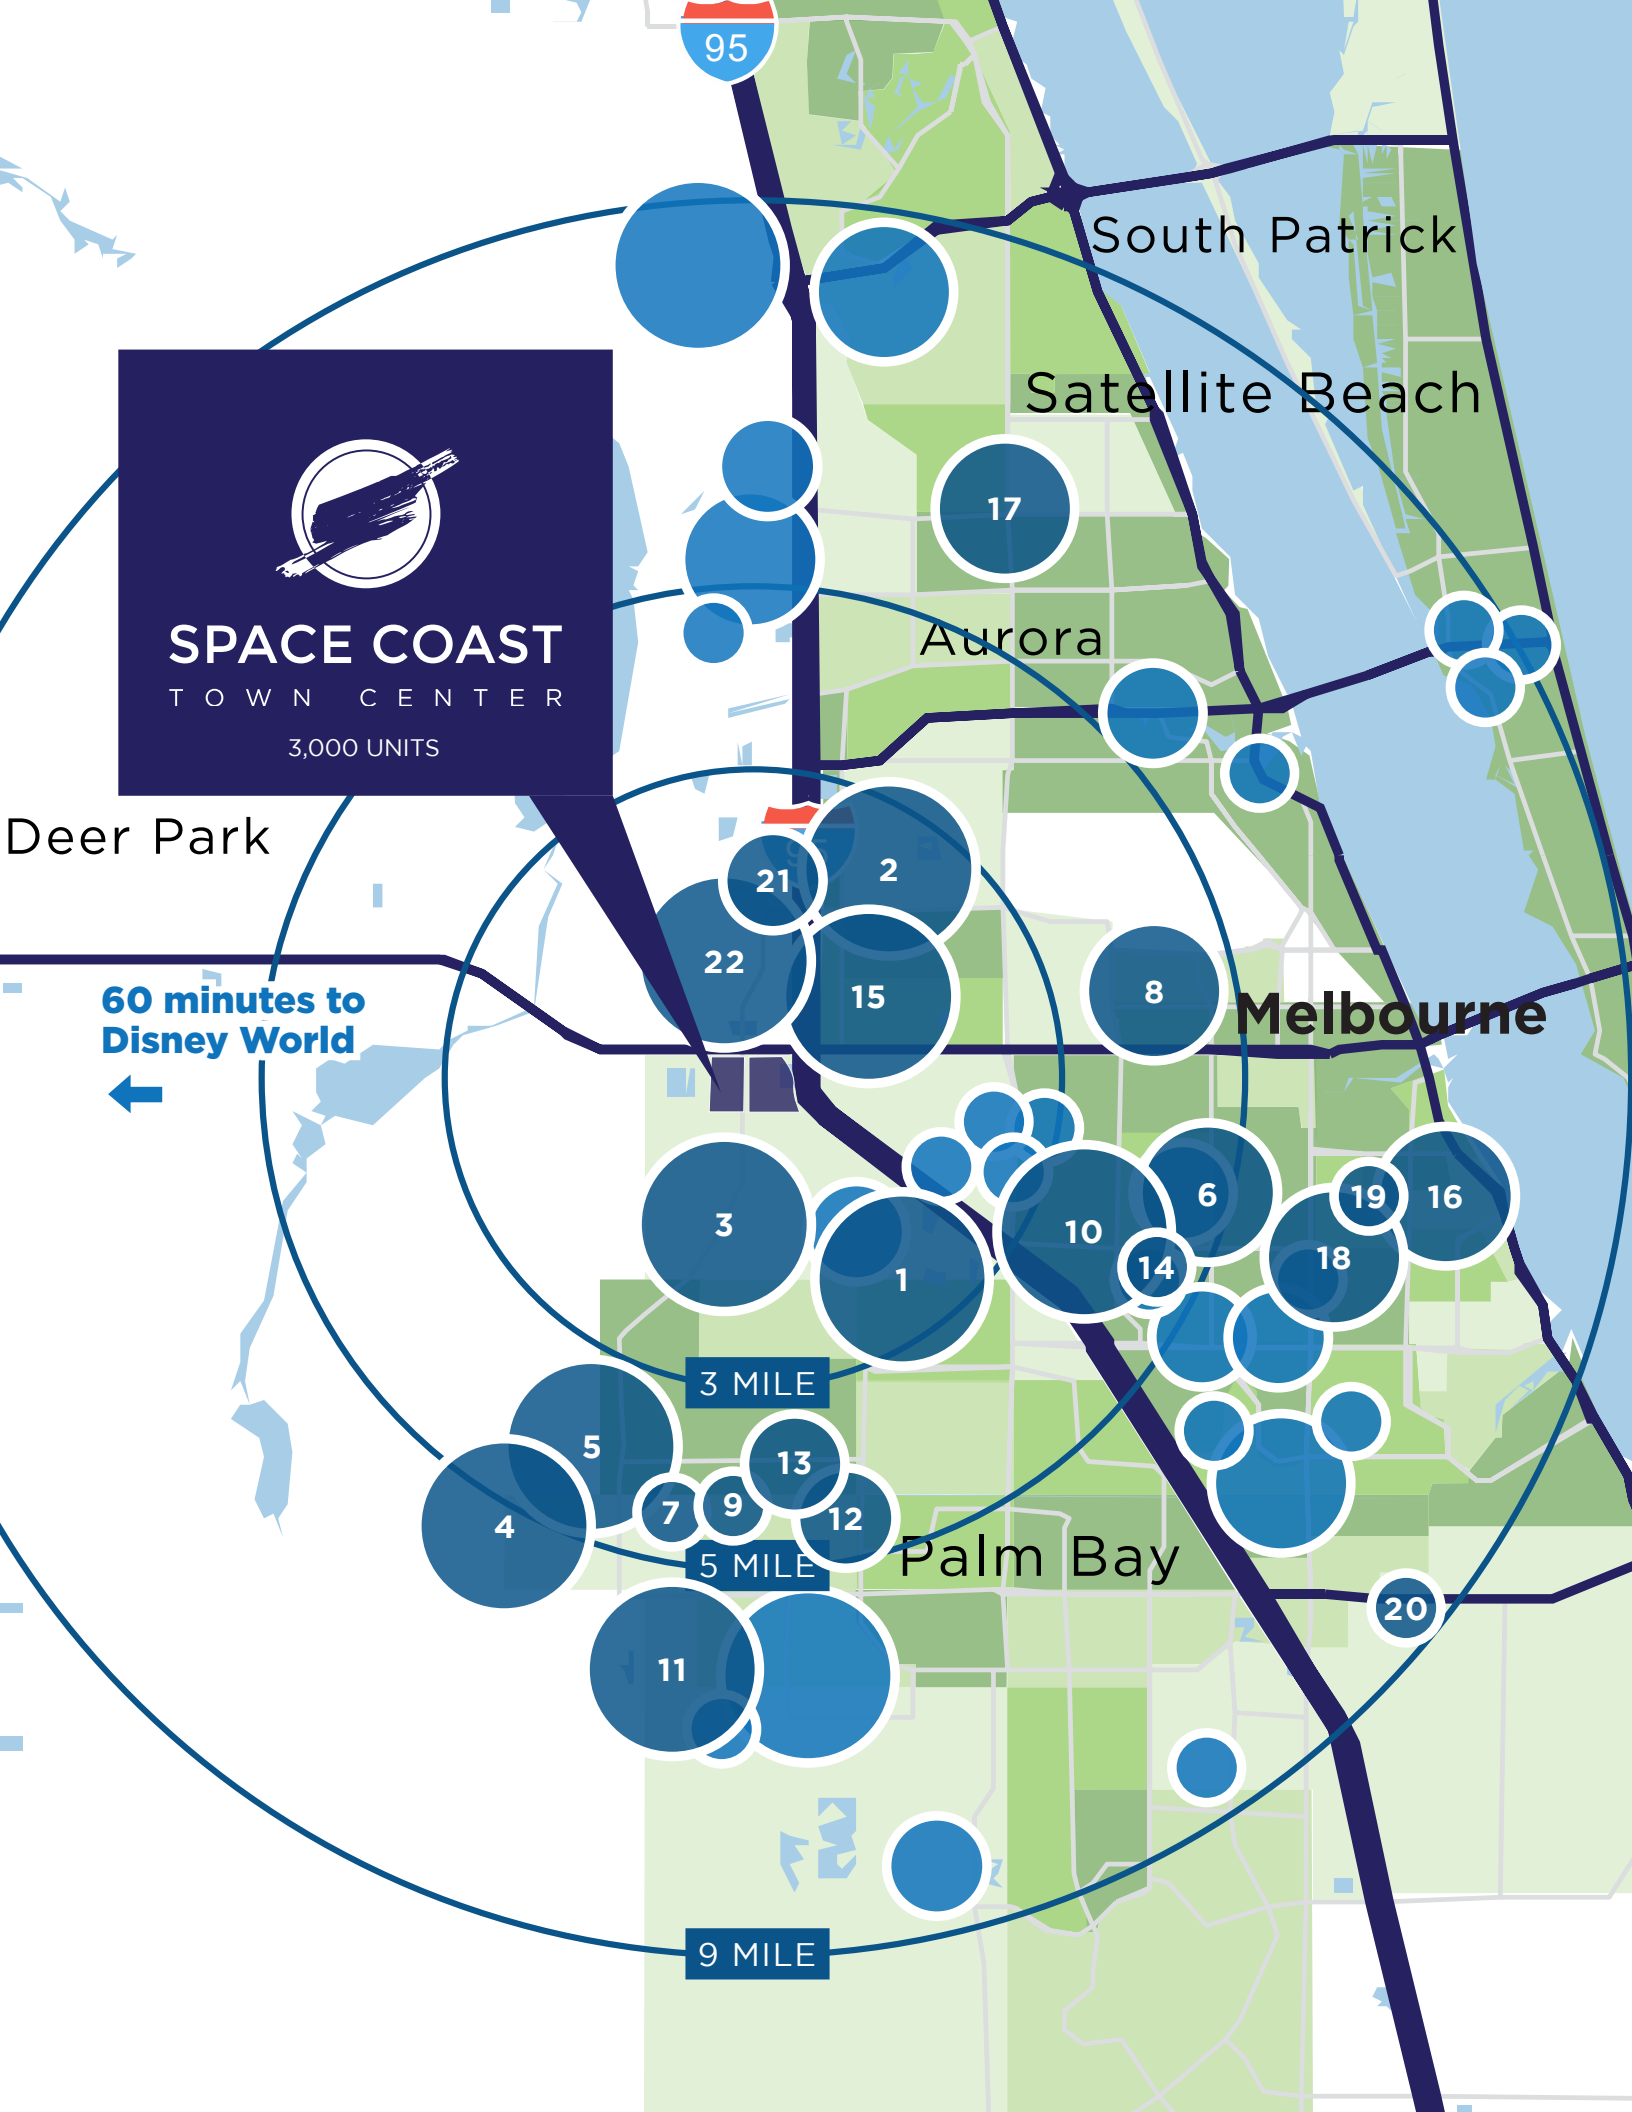 95
South Patrick
Satellite Beach
17
SPACE COAST
TOWN CENTER
3,000 UNITS
Aurora
Deer Park
95
21
2
22
15
8
60 minutes to
Disney World
Melbourne
3
1
10
6
14
19
16
18
3 MILE
5
4
7
9
13
12
5 MILE
Palm Bay
20
11
9 MILE